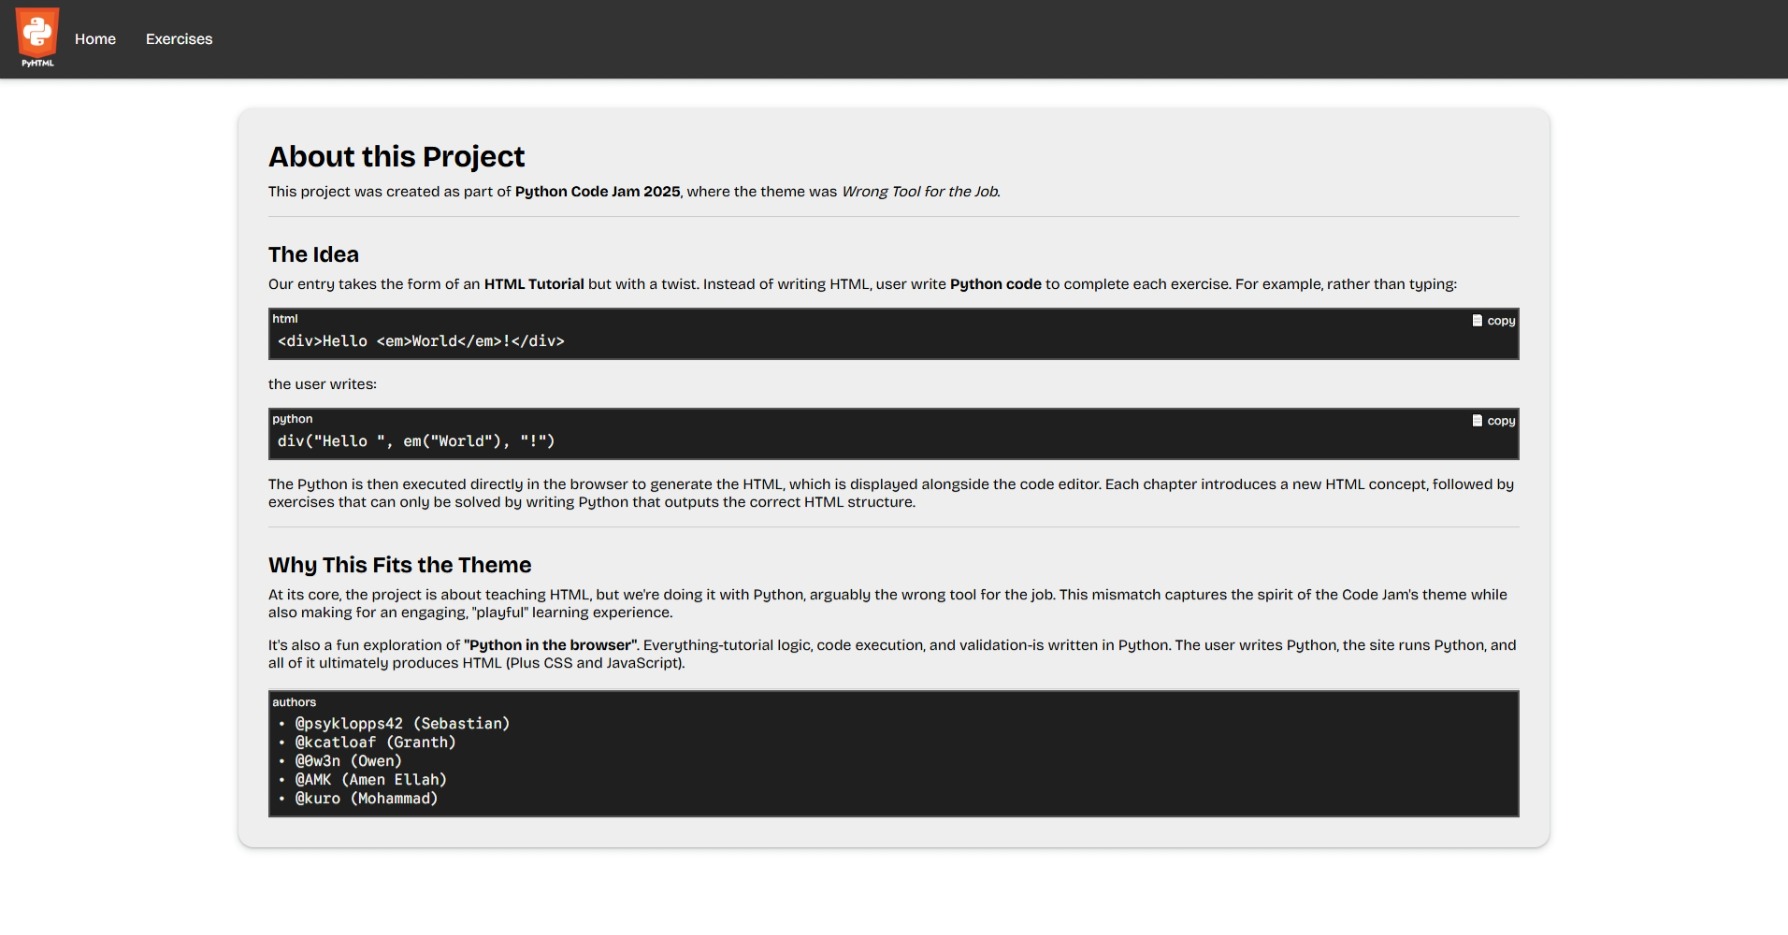 PyHTML
Home
Exercises
About this Project
This project was created as part of Python Code Jam 2025, where the theme was Wrong Tool for the Job.
The Idea
Our entry takes the form of an HTML Tutorial but with a twist. Instead of writing HTML, user write Python code to complete each exercise. For example, rather than typing:
html
copy
<div>Hello <em>World</em>!</div>
the user writes:
python
copy
div("Hello ", em("World"), "!")
The Python is then executed directly in the browser to generate the HTML, which is displayed alongside the code editor. Each chapter introduces a new HTML concept, followed by
exercises that can only be solved by writing Python that outputs the correct HTML structure.
Why This Fits the Theme
At its core, the project is about teaching HTML, but we're doing it with Python, arguably the wrong tool for the job. This mismatch captures the spirit of the Code Jam's theme while
also making for an engaging, "playful" learning experience.
It's also a fun exploration of "Python in the browser". Everything-tutorial logic, code execution, and validation-is written in Python. The user writes Python, the site runs Python, and
all of it ultimately produces HTML (Plus CSS and JavaScript).
authors
• @psyklopps42 (Sebastian)
• @kcatloaf (Granth)
• @0w3n (Owen)
• @AMK (Amen Ellah)
• @kuro (Mohammad)